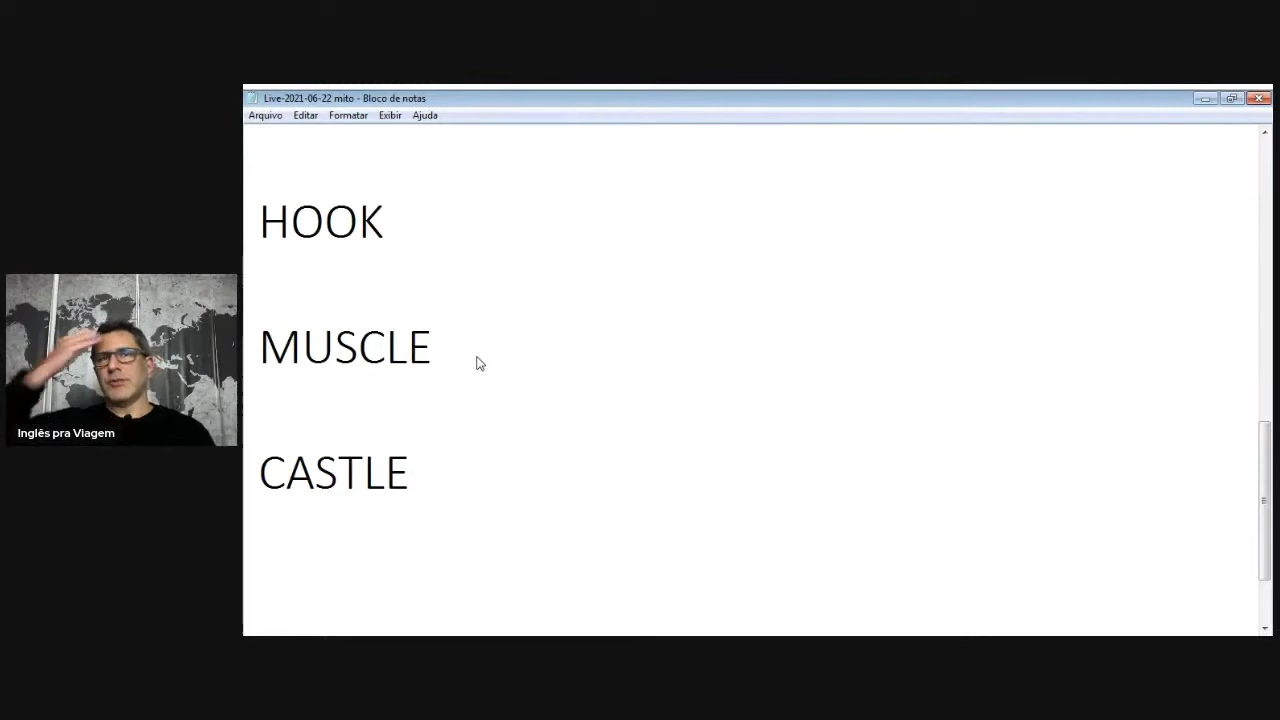 Live-2021-06-22 mito - Bloco de notas
Arquivo Editar Formatar Exibir Ajuda
HOOK
MUSCLE
CASTLE
Inglês pra Viagem